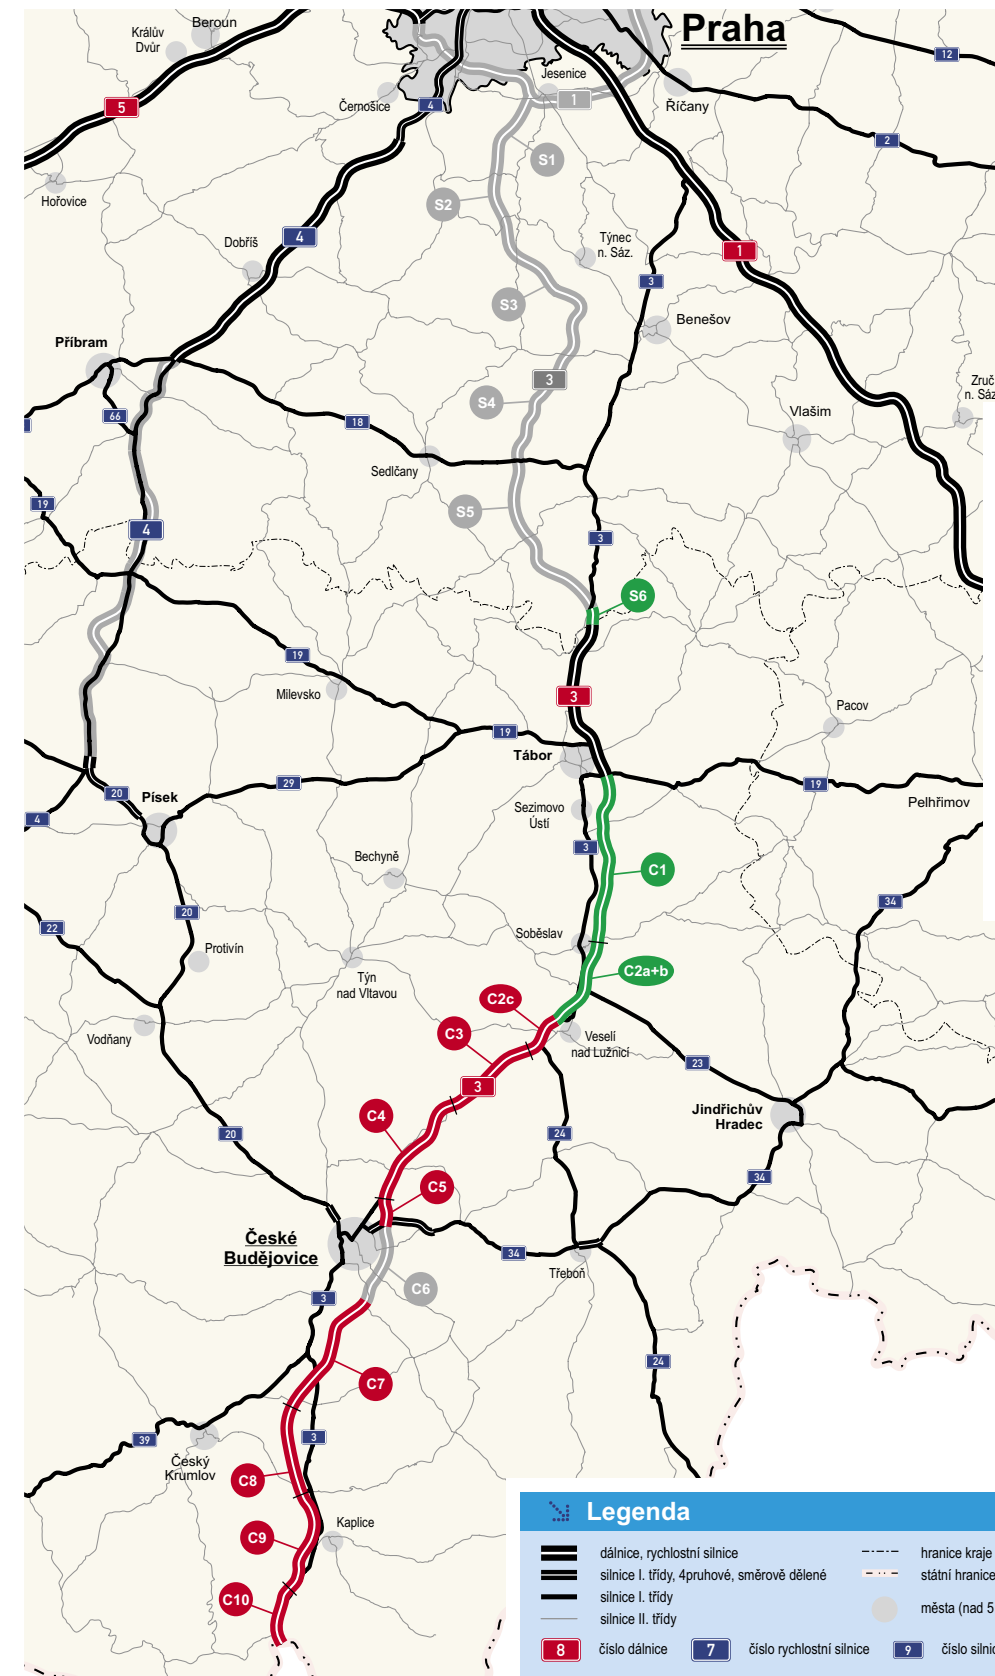 Praha
Beroun
Králův
Dvůr
12
Jesenice
5
Černošice
4
1
Říčany
2
S1
Hořovice
S2
4
Týnec
n. Sáz.
Dobříš
1
3
S3
Benešov
Příbram
3
Zruč
n. Sáz
S4
66
18
Vlašim
Sedlčany
19
S5
4
3
S6
19
Milevsko
3
Pacov
19
Tábor
29
19
20
Písek
Sezimovo
Ústí
Pelhřimov
4
3
Bechyně
C1
34
20
22
Soběslav
Protivín
C2a+b
Týn
nad Vltavou
C2c
Vodňany
C3
Veselí
nad Lužnicí
23
3
Jindřichův
Hradec
C4
20
24
34
C5
České
Budějovice
34
Třeboň
C6
3
24
C7
39
3
Český
Krumlov
C8
Kaplice
C9
C10
Legenda
dálnice, rychlostní silnice
silnice I. třídy, 4pruhové, směrově dělené
silnice I. třídy
silnice II. třídy
hranice kraje
státní hranice
města (nad 5
8 číslo dálnice
7 číslo rychlostní silnice
9 číslo silnic